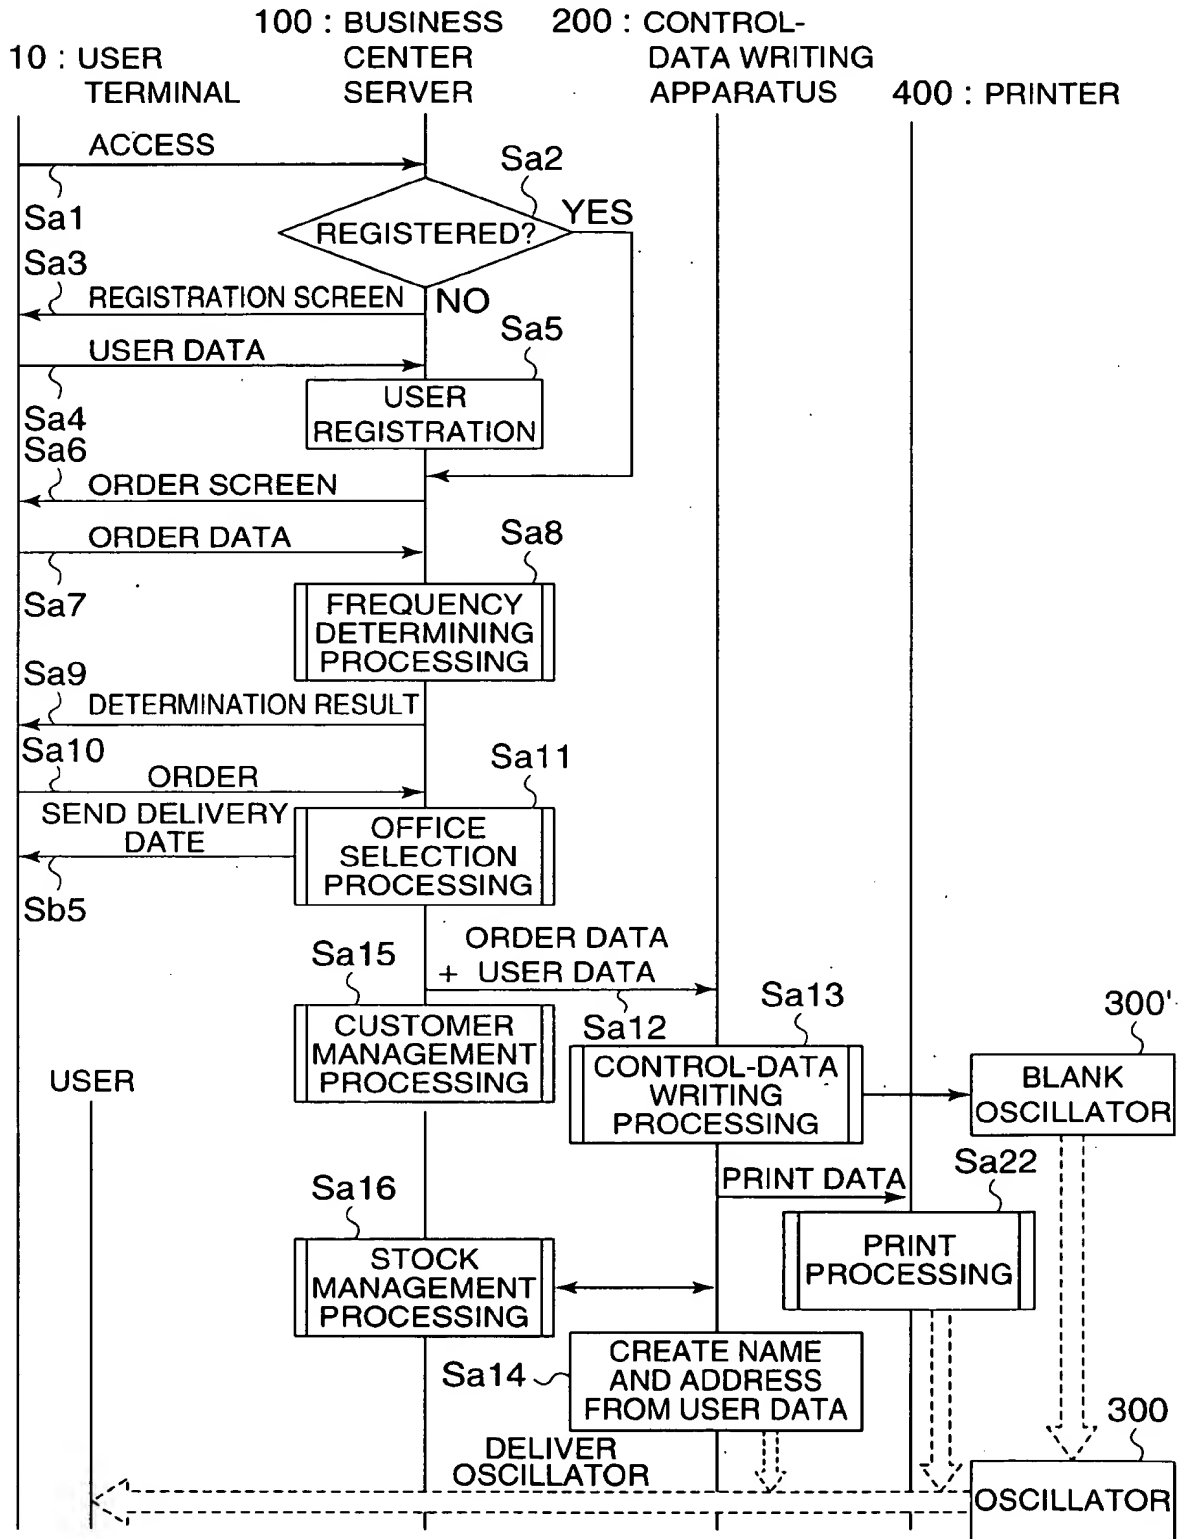 100 : BUSINESS
CENTER
SERVER
200 : CONTROL-
DATA WRITING
APPARATUS
10 : USER
TERMINAL
400 : PRINTER
ACCESS
Sa1
Sa2
REGISTERED?
YES
NO
Sa3
REGISTRATION SCREEN
USER DATA
Sa4
Sa5
USER
REGISTRATION
Sa6
ORDER SCREEN
ORDER DATA
Sa7
Sa8
FREQUENCY
DETERMINING
PROCESSING
Sa9
DETERMINATION RESULT
Sa10
ORDER
Sa11
OFFICE
SELECTION
PROCESSING
SEND DELIVERY
DATE
Sb5
ORDER DATA
+ USER DATA
Sa12
Sa15
CUSTOMER
MANAGEMENT
PROCESSING
Sa13
CONTROL-DATA
WRITING
PROCESSING
300'
BLANK
OSCILLATOR
USER
PRINT DATA
Sa22
PRINT
PROCESSING
Sa16
STOCK
MANAGEMENT
PROCESSING
Sa14
CREATE NAME
AND ADDRESS
FROM USER DATA
DELIVER
OSCILLATOR
300
OSCILLATOR